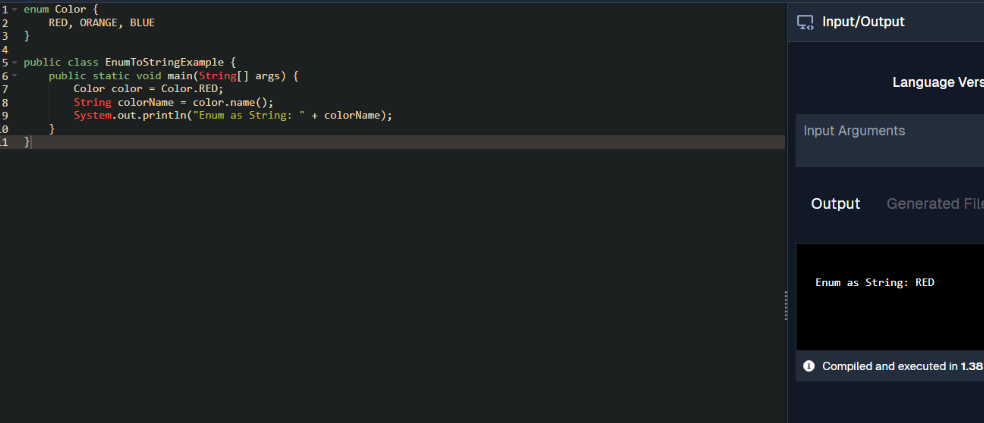 1 enum Color {
2     RED, ORANGE, BLUE
3 }
4
5 public class EnumToStringExample {
6     public static void main(String[] args) {
7         Color color = Color.RED;
8         String colorName = color.name();
9         System.out.println("Enum as String: " + colorName);
.0     }
.1 }
Input/Output
Language Vers
Input Arguments
Output Generated File
Enum as String: RED
Compiled and executed in 1.38